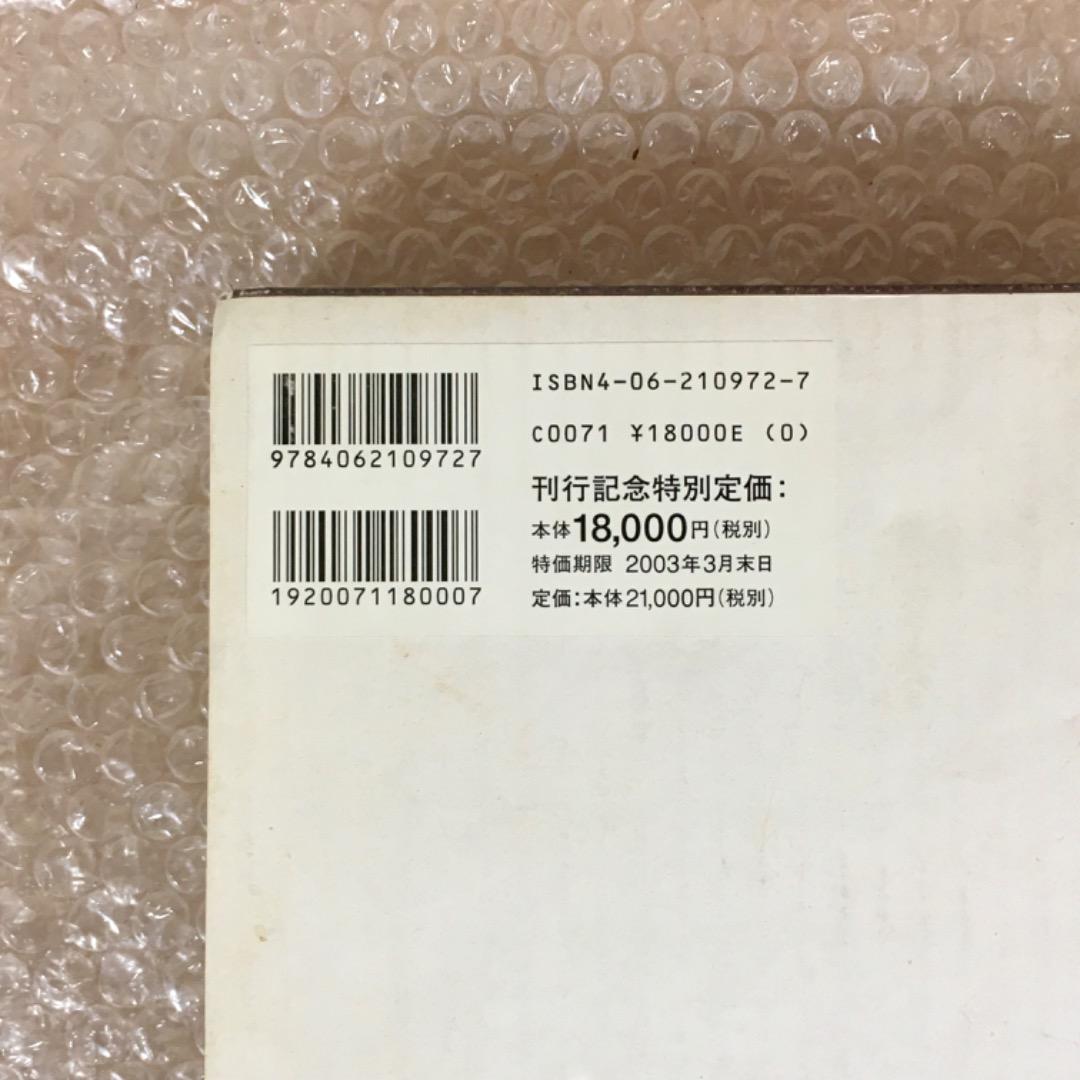 9784062109727
1920071180007
ISBN4-06-210972-7
C0071 ¥18000E (0)
刊行記念特別定価:
本体18,000円(税別)
特価期限 2003年3月末日
定価:本体21,000円(税別)